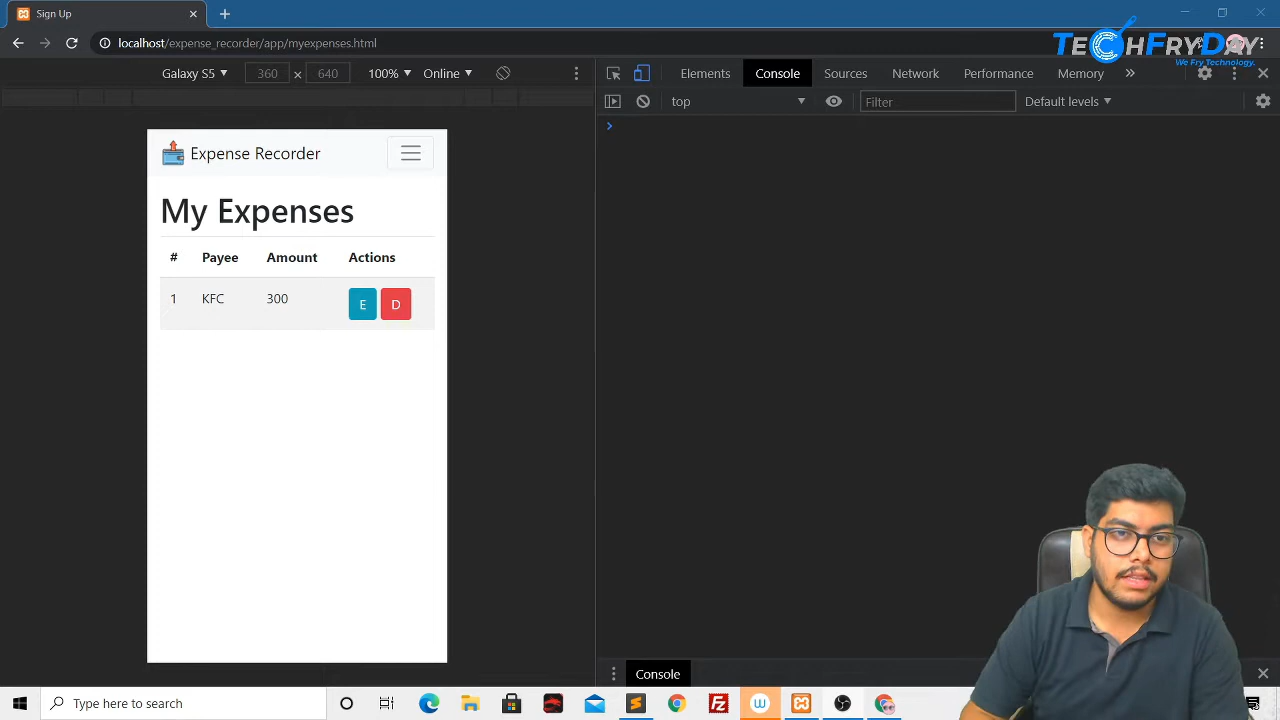 Sign Up
localhost/expense_recorder/app/myexpenses.html
TECHFRYDAY
We Fry Technology.
Galaxy S5 360 × 640 100% Online
Elements Console Sources Network Performance Memory
top Filter Default levels
Expense Recorder
My Expenses
# Payee Amount Actions
1 KFC 300 E D
Console
Type here to search